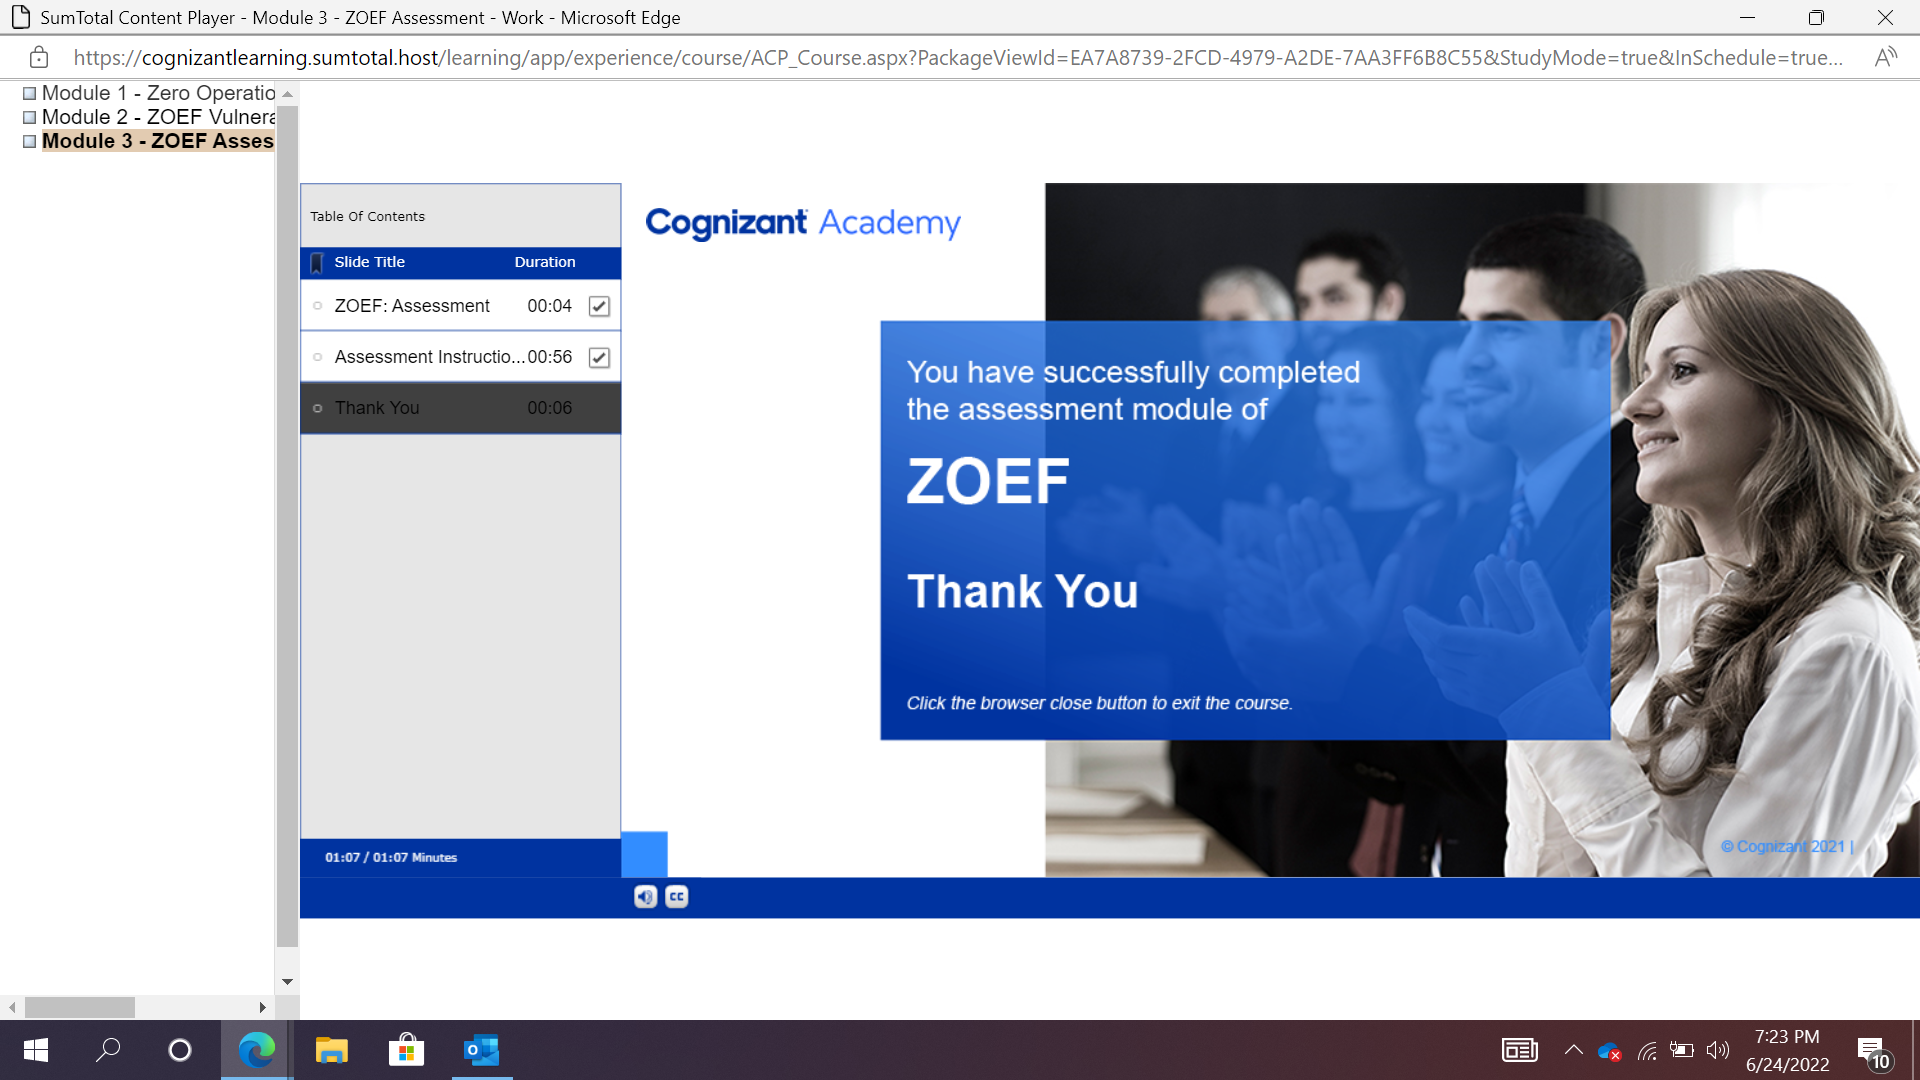 SumTotal Content Player - Module 3 - ZOEF Assessment - Work - Microsoft Edge
https://cognizantlearning.sumtotal.host/learning/app/experience/course/ACP_Course.aspx?PackageViewId=EA7A8739-2FCD-4979-A2DE-7AA3FF6B8C55&StudyMode=true&InSchedule=true...
Module 1 - Zero Operatio
Module 2 - ZOEF Vulnera
Module 3 - ZOEF Asses
Table Of Contents
Slide Title Duration
ZOEF: Assessment 00:04
Assessment Instructio... 00:56
Thank You 00:06
01:07 / 01:07 Minutes
Cognizant Academy
You have successfully completed
the assessment module of
ZOEF
Thank You
Click the browser close button to exit the course.
© Cognizant 2021 |
CC
7:23 PM
6/24/2022
10